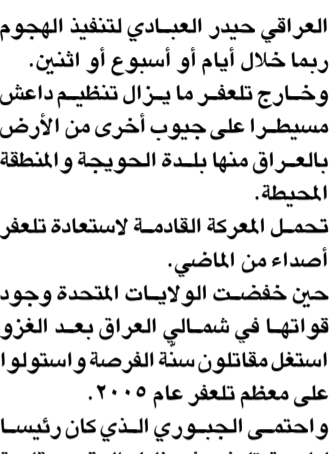 العراقي حيدر العبادي لتنفيذ الهجوم
ربما خلال أيام أو أسبوع أو اثنين.
وخارج تلعفر ما يزال تنظيم داعش
مسيطرا على جيوب أخرى من الأرض
بالعراق منها بلدة الحويجة والمنطقة
المحيطة.
تحمل المعركة القادمة لاستعادة تلعفر
أصداء من الماضي.
حين خفضت الولايات المتحدة وجود
قواتها في شمالي العراق بعد الغزو
استغل مقاتلون سنّة الفرصة واستولوا
على معظم تلعفر عام ٢٠٠٥.
واحتمى الجبوري الذي كان رئيسا